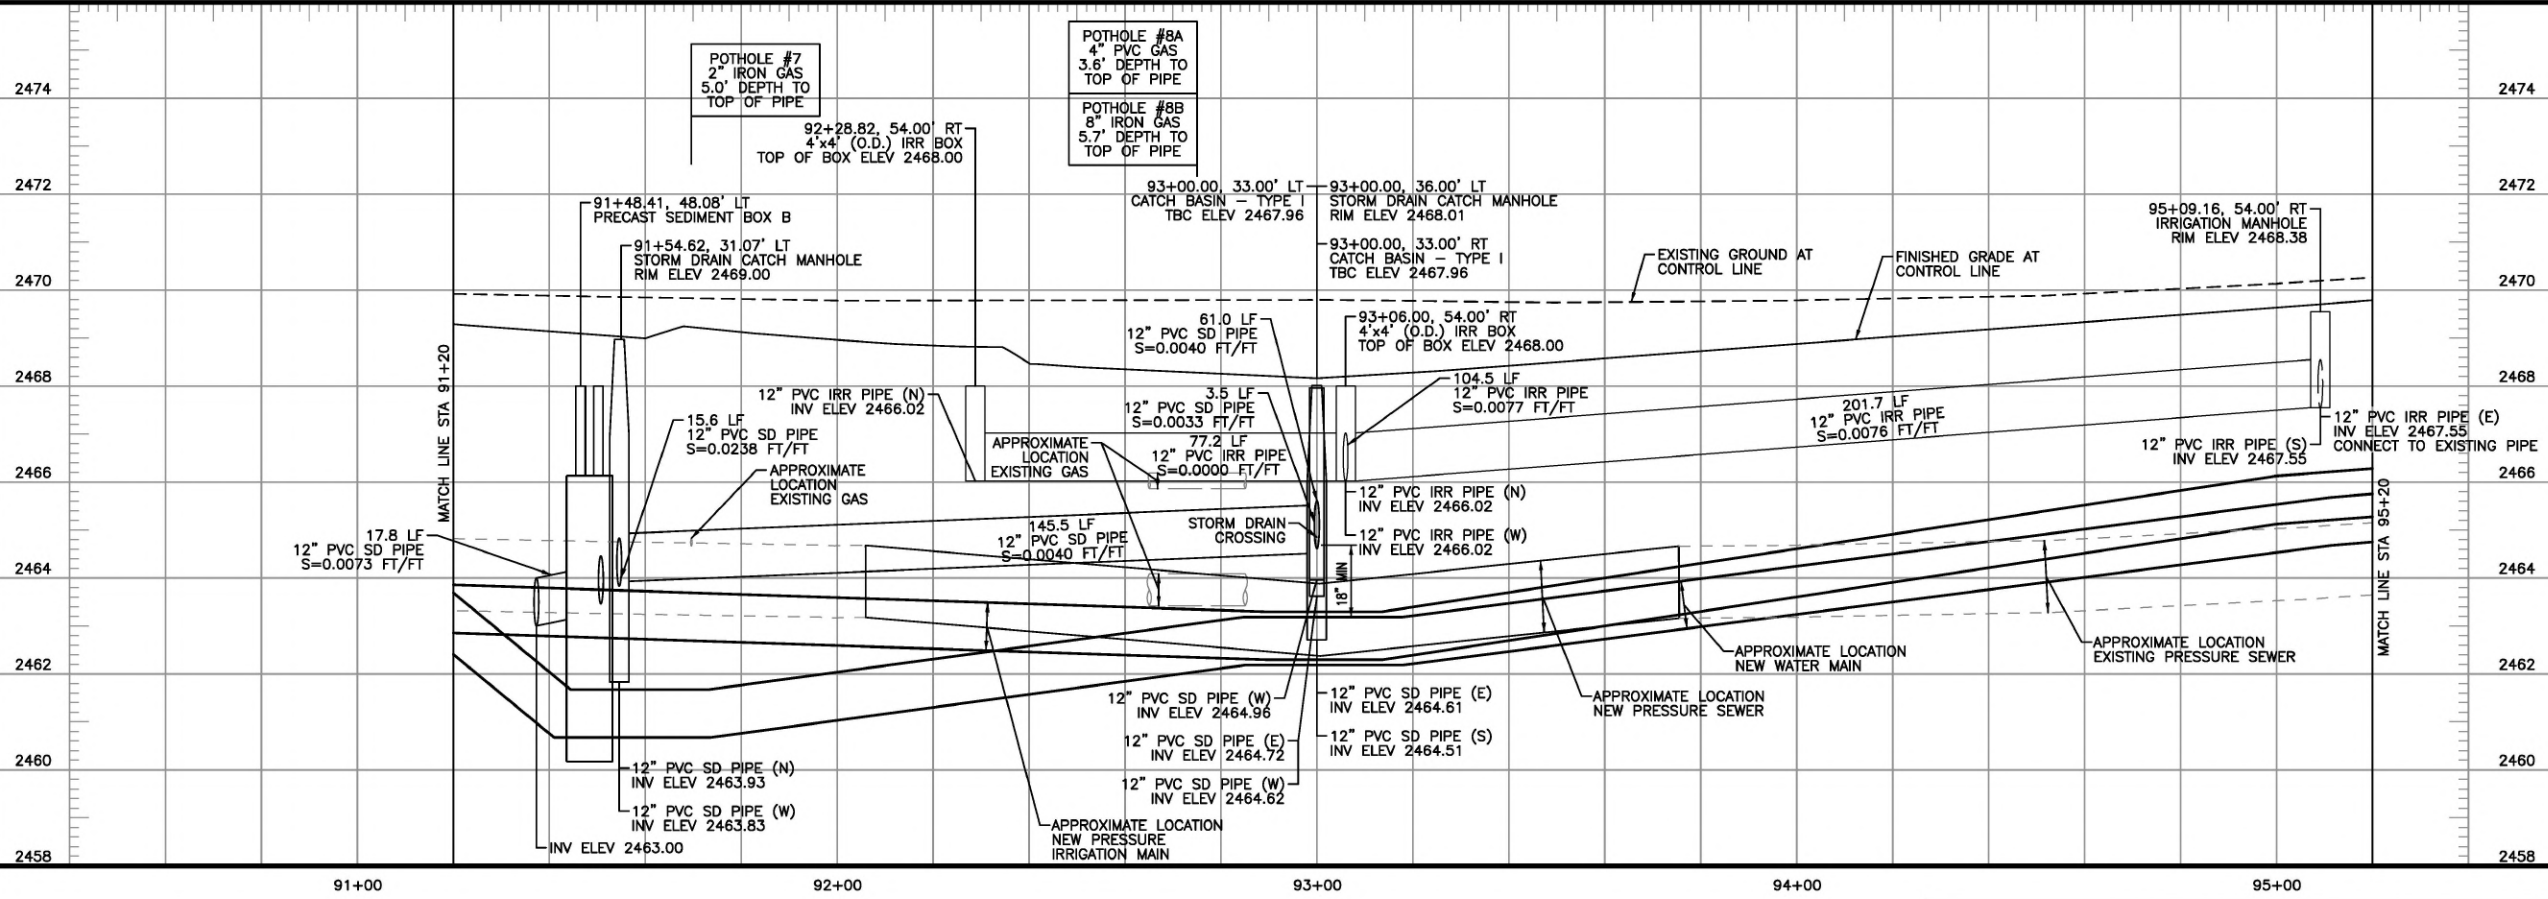 POTHOLE #7
2" IRON GAS
5.0' DEPTH TO
TOP OF PIPE
POTHOLE #8A
4" PVC GAS
3.6' DEPTH TO
TOP OF PIPE
POTHOLE #8B
8" IRON GAS
5.7' DEPTH TO
TOP OF PIPE
2474
2474
2472
2472
2470
2470
2468
2468
2466
2466
2464
2464
2462
2462
2460
2460
2458
2458
92+28.82, 54.00' RT
4'x4' (O.D.) IRR BOX
TOP OF BOX ELEV 2468.00
91+48.41, 48.08' LT
PRECAST SEDIMENT BOX B
91+54.62, 31.07' LT
STORM DRAIN CATCH MANHOLE
RIM ELEV 2469.00
93+00.00, 33.00' LT
CATCH BASIN - TYPE I
TBC ELEV 2467.96
93+00.00, 36.00' LT
STORM DRAIN CATCH MANHOLE
RIM ELEV 2468.01
93+00.00, 33.00' RT
CATCH BASIN - TYPE I
TBC ELEV 2467.96
EXISTING GROUND AT
CONTROL LINE
FINISHED GRADE AT
CONTROL LINE
95+09.16, 54.00' RT
IRRIGATION MANHOLE
RIM ELEV 2468.38
61.0 LF
12" PVC SD PIPE
S=0.0040 FT/FT
93+06.00, 54.00' RT
4'x4' (O.D.) IRR BOX
TOP OF BOX ELEV 2468.00
MATCH LINE STA 91+20
12" PVC IRR PIPE (N)
INV ELEV 2466.02
3.5 LF
12" PVC SD PIPE
S=0.0033 FT/FT
104.5 LF
12" PVC IRR PIPE
S=0.0077 FT/FT
201.7 LF
12" PVC IRR PIPE
S=0.0076 FT/FT
12" PVC IRR PIPE (E)
INV ELEV 2467.55
CONNECT TO EXISTING PIPE
12" PVC IRR PIPE (S)
INV ELEV 2467.55
15.6 LF
12" PVC SD PIPE
S=0.0238 FT/FT
APPROXIMATE
LOCATION
EXISTING GAS
APPROXIMATE
LOCATION
EXISTING GAS
77.2 LF
12" PVC IRR PIPE
S=0.0000 FT/FT
12" PVC IRR PIPE (N)
INV ELEV 2466.02
12" PVC IRR PIPE (W)
INV ELEV 2466.02
STORM DRAIN
CROSSING
145.5 LF
12" PVC SD PIPE
S=0.0040 FT/FT
17.8 LF
12" PVC SD PIPE
S=0.0073 FT/FT
18" MIN
MATCH LINE STA 95+20
APPROXIMATE LOCATION
NEW WATER MAIN
APPROXIMATE LOCATION
EXISTING PRESSURE SEWER
APPROXIMATE LOCATION
NEW PRESSURE SEWER
12" PVC SD PIPE (W)
INV ELEV 2464.96
12" PVC SD PIPE (E)
INV ELEV 2464.61
12" PVC SD PIPE (E)
INV ELEV 2464.72
12" PVC SD PIPE (S)
INV ELEV 2464.51
12" PVC SD PIPE (W)
INV ELEV 2464.62
12" PVC SD PIPE (N)
INV ELEV 2463.93
12" PVC SD PIPE (W)
INV ELEV 2463.83
INV ELEV 2463.00
APPROXIMATE LOCATION
NEW PRESSURE
IRRIGATION MAIN
91+00
92+00
93+00
94+00
95+00